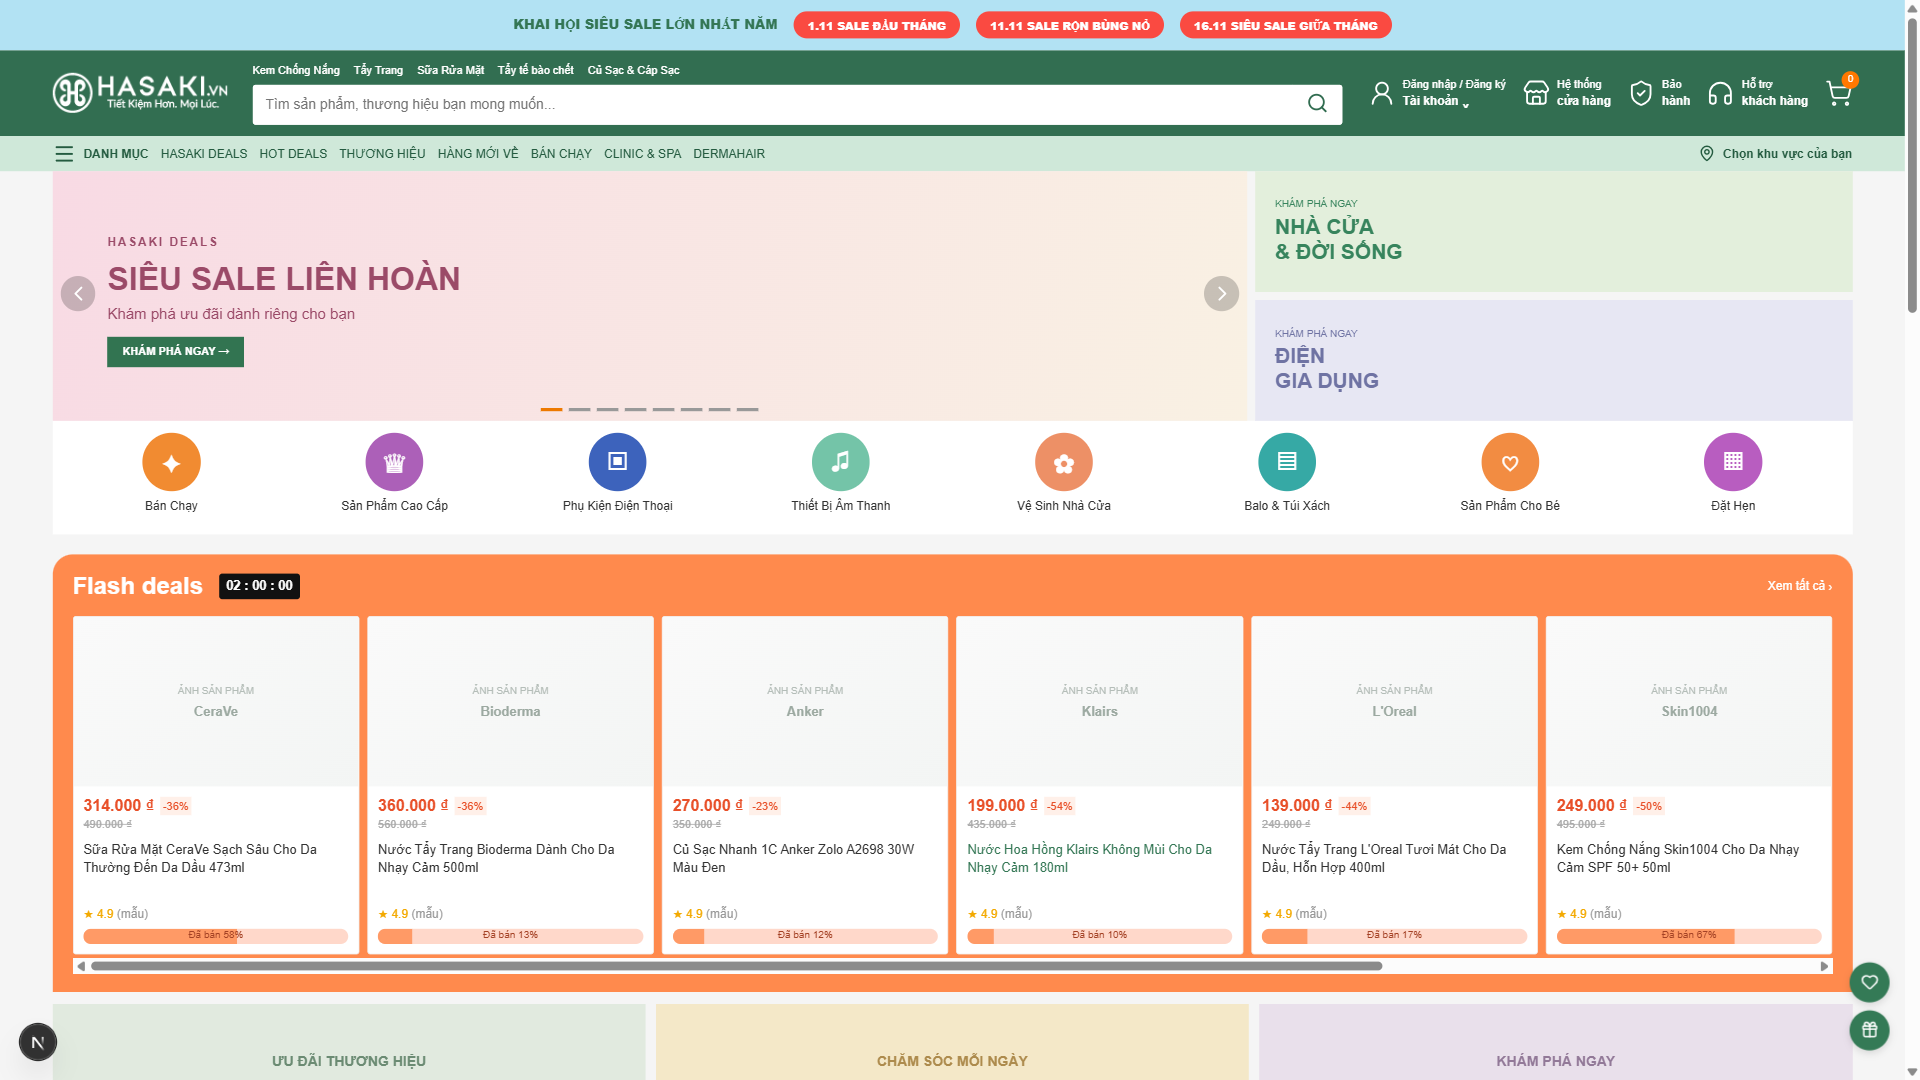 KHAI HỘI SIÊU SALE LỚN NHẤT NĂM
1.11 SALE ĐẦU THÁNG
11.11 SALE RỘN BÙNG NỔ
16.11 SIÊU SALE GIỮA THÁNG
HASAKI.VN
Tiết Kiệm Hơn. Mọi Lúc.
Kem Chống Nắng Tẩy Trang Sữa Rửa Mặt Tẩy tế bào chết Củ Sạc & Cáp Sạc
Tìm sản phẩm, thương hiệu bạn mong muốn...
Đăng nhập / Đăng ký
Tài khoản
Hệ thống
cửa hàng
Bảo
hành
Hỗ trợ
khách hàng
0
DANH MỤC HASAKI DEALS HOT DEALS THƯƠNG HIỆU HÀNG MỚI VỀ BÁN CHẠY CLINIC & SPA DERMAHAIR
Chọn khu vực của bạn
HASAKI DEALS
SIÊU SALE LIÊN HOÀN
Khám phá ưu đãi dành riêng cho bạn
KHÁM PHÁ NGAY →
KHÁM PHÁ NGAY
NHÀ CỬA
& ĐỜI SỐNG
KHÁM PHÁ NGAY
ĐIỆN
GIA DỤNG
Bán Chạy
Sản Phẩm Cao Cấp
Phụ Kiện Điện Thoại
Thiết Bị Âm Thanh
Vệ Sinh Nhà Cửa
Balo & Túi Xách
Sản Phẩm Cho Bé
Đặt Hẹn
Flash deals
02 : 00 : 00
Xem tất cả ›
ẢNH SẢN PHẨM
CeraVe
314.000 ₫ -36%
490.000 ₫
Sữa Rửa Mặt CeraVe Sạch Sâu Cho Da
Thường Đến Da Dầu 473ml
★ 4.9 (mẫu)
Đã bán 58%
ẢNH SẢN PHẨM
Bioderma
360.000 ₫ -36%
560.000 ₫
Nước Tẩy Trang Bioderma Dành Cho Da
Nhạy Cảm 500ml
★ 4.9 (mẫu)
Đã bán 13%
ẢNH SẢN PHẨM
Anker
270.000 ₫ -23%
350.000 ₫
Củ Sạc Nhanh 1C Anker Zolo A2698 30W
Màu Đen
★ 4.9 (mẫu)
Đã bán 12%
ẢNH SẢN PHẨM
Klairs
199.000 ₫ -54%
435.000 ₫
Nước Hoa Hồng Klairs Không Mùi Cho Da
Nhạy Cảm 180ml
★ 4.9 (mẫu)
Đã bán 10%
ẢNH SẢN PHẨM
L'Oreal
139.000 ₫ -44%
249.000 ₫
Nước Tẩy Trang L'Oreal Tươi Mát Cho Da
Dầu, Hỗn Hợp 400ml
★ 4.9 (mẫu)
Đã bán 17%
ẢNH SẢN PHẨM
Skin1004
249.000 ₫ -50%
495.000 ₫
Kem Chống Nắng Skin1004 Cho Da Nhạy
Cảm SPF 50+ 50ml
★ 4.9 (mẫu)
Đã bán 67%
ƯU ĐÃI THƯƠNG HIỆU
CHĂM SÓC MỖI NGÀY
KHÁM PHÁ NGAY
N